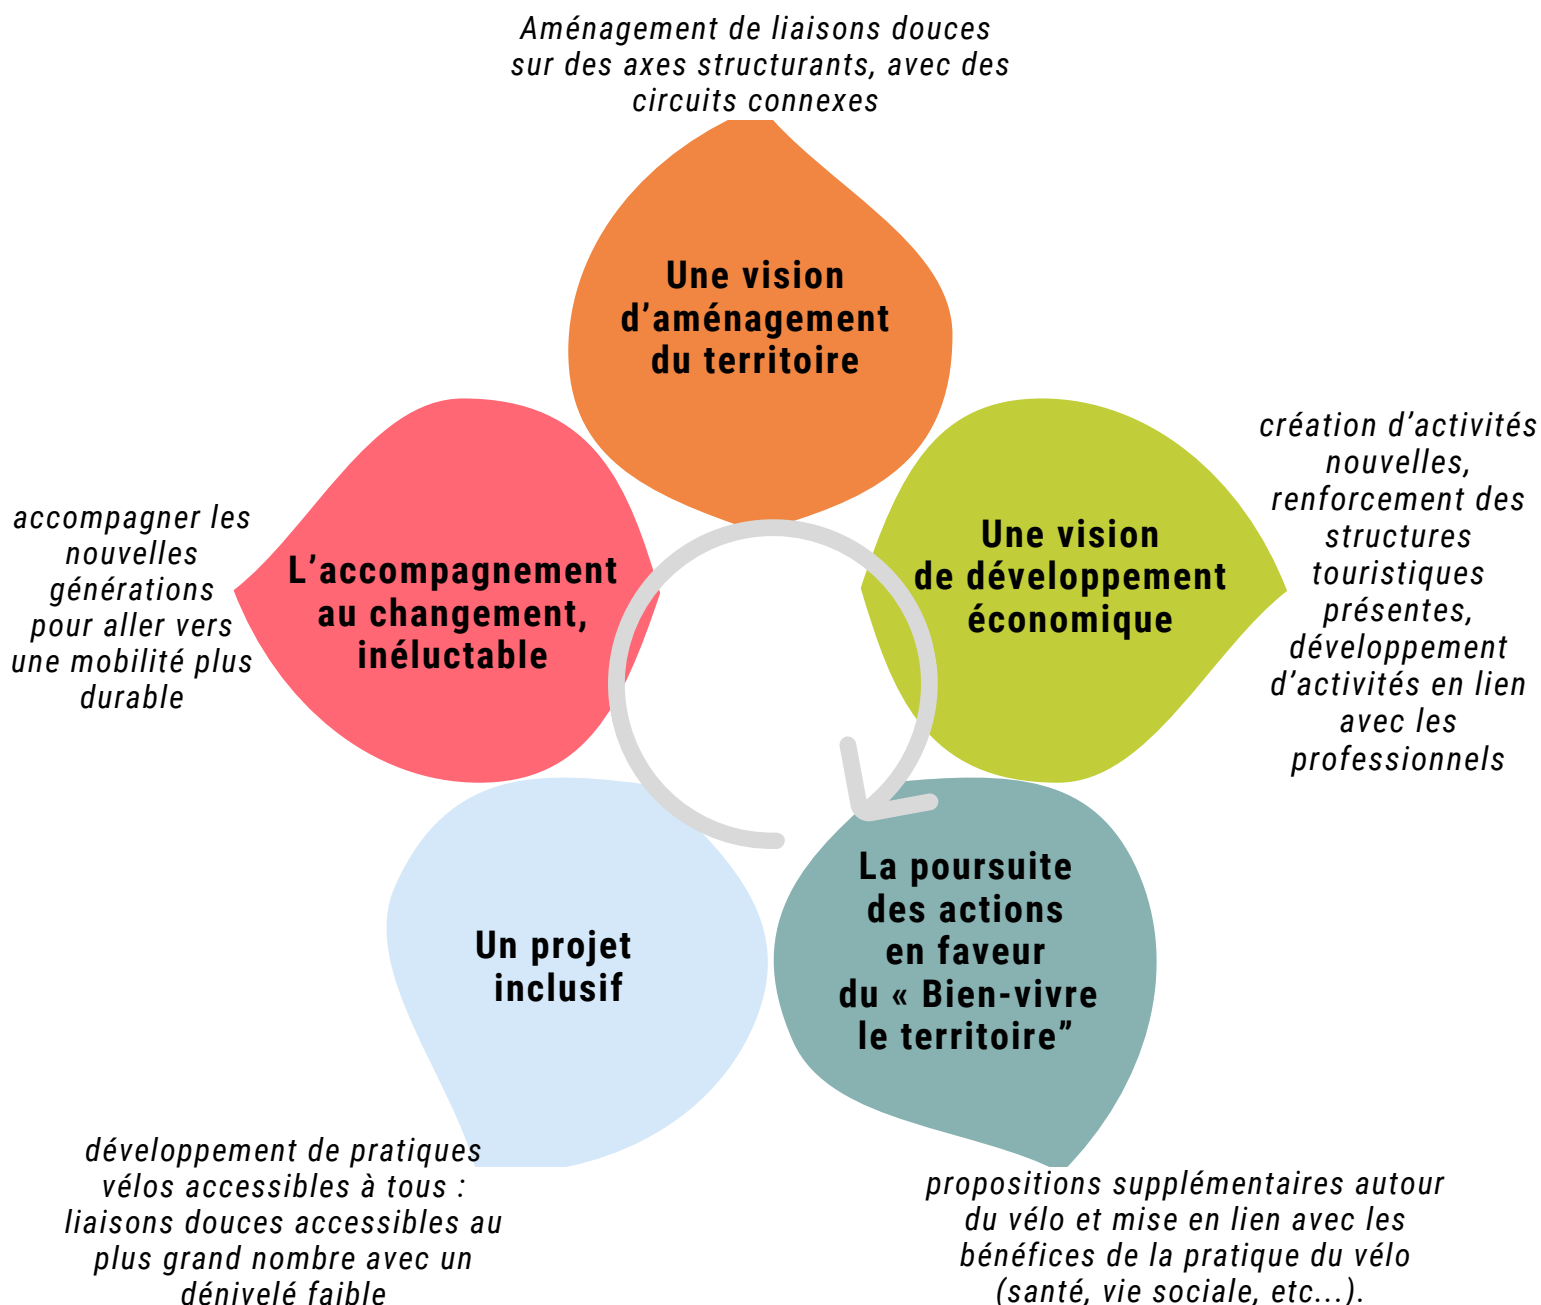 Aménagement de liaisons douces
sur des axes structurants, avec des
circuits connexes
Une vision
d’aménagement
du territoire
création d’activités
nouvelles,
renforcement des
structures
touristiques
présentes,
développement
d’activités en lien
avec les
professionnels
Une vision
de développement
économique
La poursuite
des actions
en faveur
du « Bien-vivre
le territoire”
propositions supplémentaires autour
du vélo et mise en lien avec les
bénéfices de la pratique du vélo
(santé, vie sociale, etc...).
Un projet
inclusif
développement de pratiques
vélos accessibles à tous :
liaisons douces accessibles au
plus grand nombre avec un
dénivelé faible
L’accompagnement
au changement,
inéluctable
accompagner les
nouvelles
générations
pour aller vers
une mobilité plus
durable